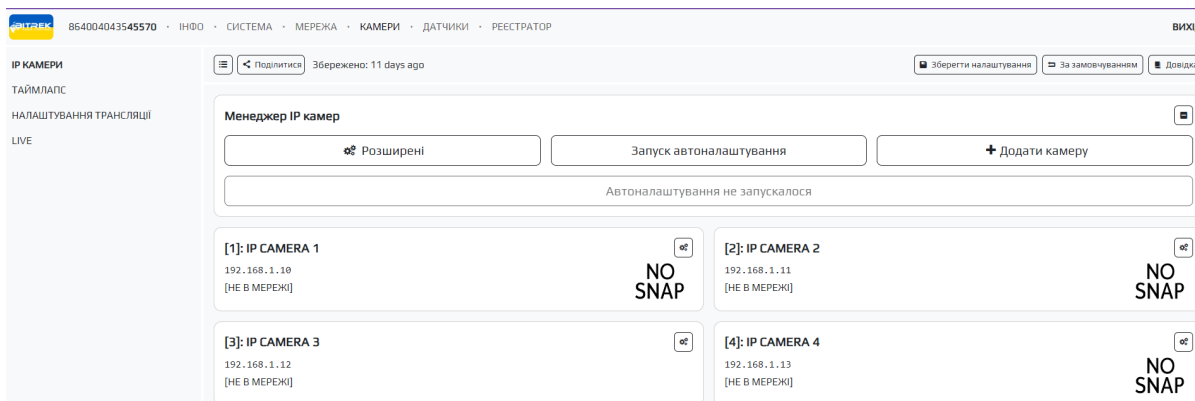 BITREK 864004043545570 · ІНФО · СИСТЕМА · МЕРЕЖА · КАМЕРИ · ДАТЧИКИ · РЕЄСТРАТОР ВИХІ
IP КАМЕРИ
ТАЙМЛАПС
НАЛАШТУВАННЯ ТРАНСЛЯЦІЇ
LIVE
Поділитися Збережено: 11 days ago Зберегти налаштування За замовчуванням Довідка
Менеджер IP камер
Розширені Запуск автоналаштування Додати камеру
Автоналаштування не запускалося
[1]: IP CAMERA 1
192.168.1.10
[НЕ В МЕРЕЖІ]
NO
SNAP
[2]: IP CAMERA 2
192.168.1.11
[НЕ В МЕРЕЖІ]
NO
SNAP
[3]: IP CAMERA 3
192.168.1.12
[НЕ В МЕРЕЖІ]
[4]: IP CAMERA 4
192.168.1.13
[НЕ В МЕРЕЖІ]
NO
SNAP